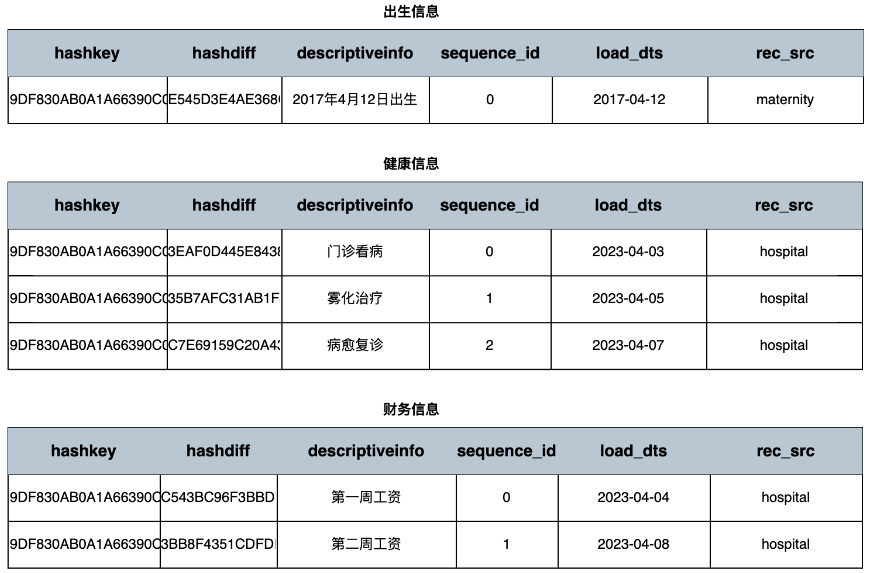 出生信息
hashkey hashdiff descriptiveinfo sequence_id load_dts rec_src
9DF830AB0A1A66390C E545D3E4AE368 2017年4月12日出生 0 2017-04-12 maternity
健康信息
hashkey hashdiff descriptiveinfo sequence_id load_dts rec_src
9DF830AB0A1A66390C 3EAF0D445E843 门诊看病 0 2023-04-03 hospital
9DF830AB0A1A66390C 35B7AFC31AB1F 雾化治疗 1 2023-04-05 hospital
9DF830AB0A1A66390C C7E69159C20A4 病愈复诊 2 2023-04-07 hospital
财务信息
hashkey hashdiff descriptiveinfo sequence_id load_dts rec_src
9DF830AB0A1A66390C C543BC96F3BBD 第一周工资 0 2023-04-04 hospital
9DF830AB0A1A66390C 3BB8F4351CDFD 第二周工资 1 2023-04-08 hospital